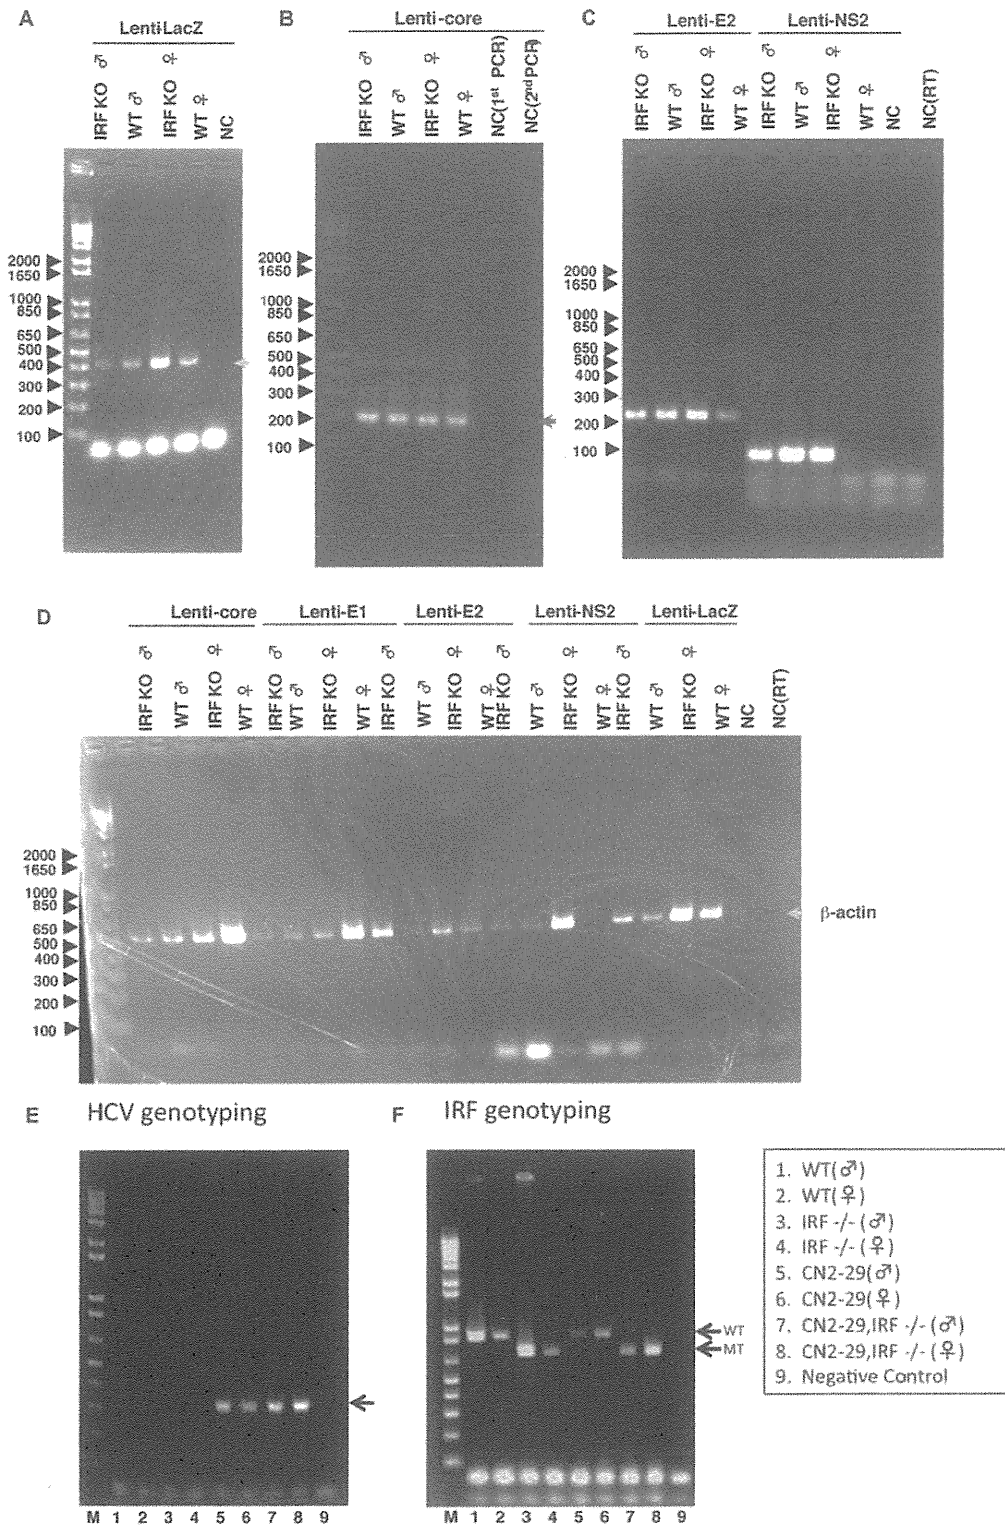 A
LentiLacZ
IRF KO ♂
WT ♂
IRF KO ♀
WT ♀
NC
2000
1650
1000
850
650
500
400
300
200
100
B
Lenti-core
IRF KO ♂
WT ♂
IRF KO ♀
WT ♀
NC(1st PCR)
NC(2nd PCR)
2000
1650
1000
850
650
500
400
300
200
100
C
Lenti-E2
Lenti-NS2
IRF KO ♂
WT ♂
IRF KO ♀
WT ♀
IRF KO ♂
WT ♂
IRF KO ♀
WT ♀
NC
NC(RT)
2000
1650
1000
850
650
500
400
300
200
100
D
Lenti-core
Lenti-E1
Lenti-E2
Lenti-NS2
Lenti-LacZ
IRF KO ♂
WT ♂
IRF KO ♀
WT ♀
IRF KO ♂
WT ♂
IRF KO ♀
WT ♀
IRF KO ♂
WT ♂
IRF KO ♀
WT ♀
IRF KO ♂
WT ♂
IRF KO ♀
WT ♀
IRF KO ♂
WT ♂
IRF KO ♀
WT ♀
NC
NC(RT)
2000
1650
1000
850
650
500
400
300
200
100
β-actin
E
HCV genotyping
M 1 2 3 4 5 6 7 8 9
F
IRF genotyping
WT
MT
M 1 2 3 4 5 6 7 8 9
1. WT(♂)
2. WT(♀)
3. IRF -/- (♂)
4. IRF -/- (♀)
5. CN2-29(♂)
6. CN2-29(♀)
7. CN2-29,IRF -/- (♂)
8. CN2-29,IRF -/- (♀)
9. Negative Control